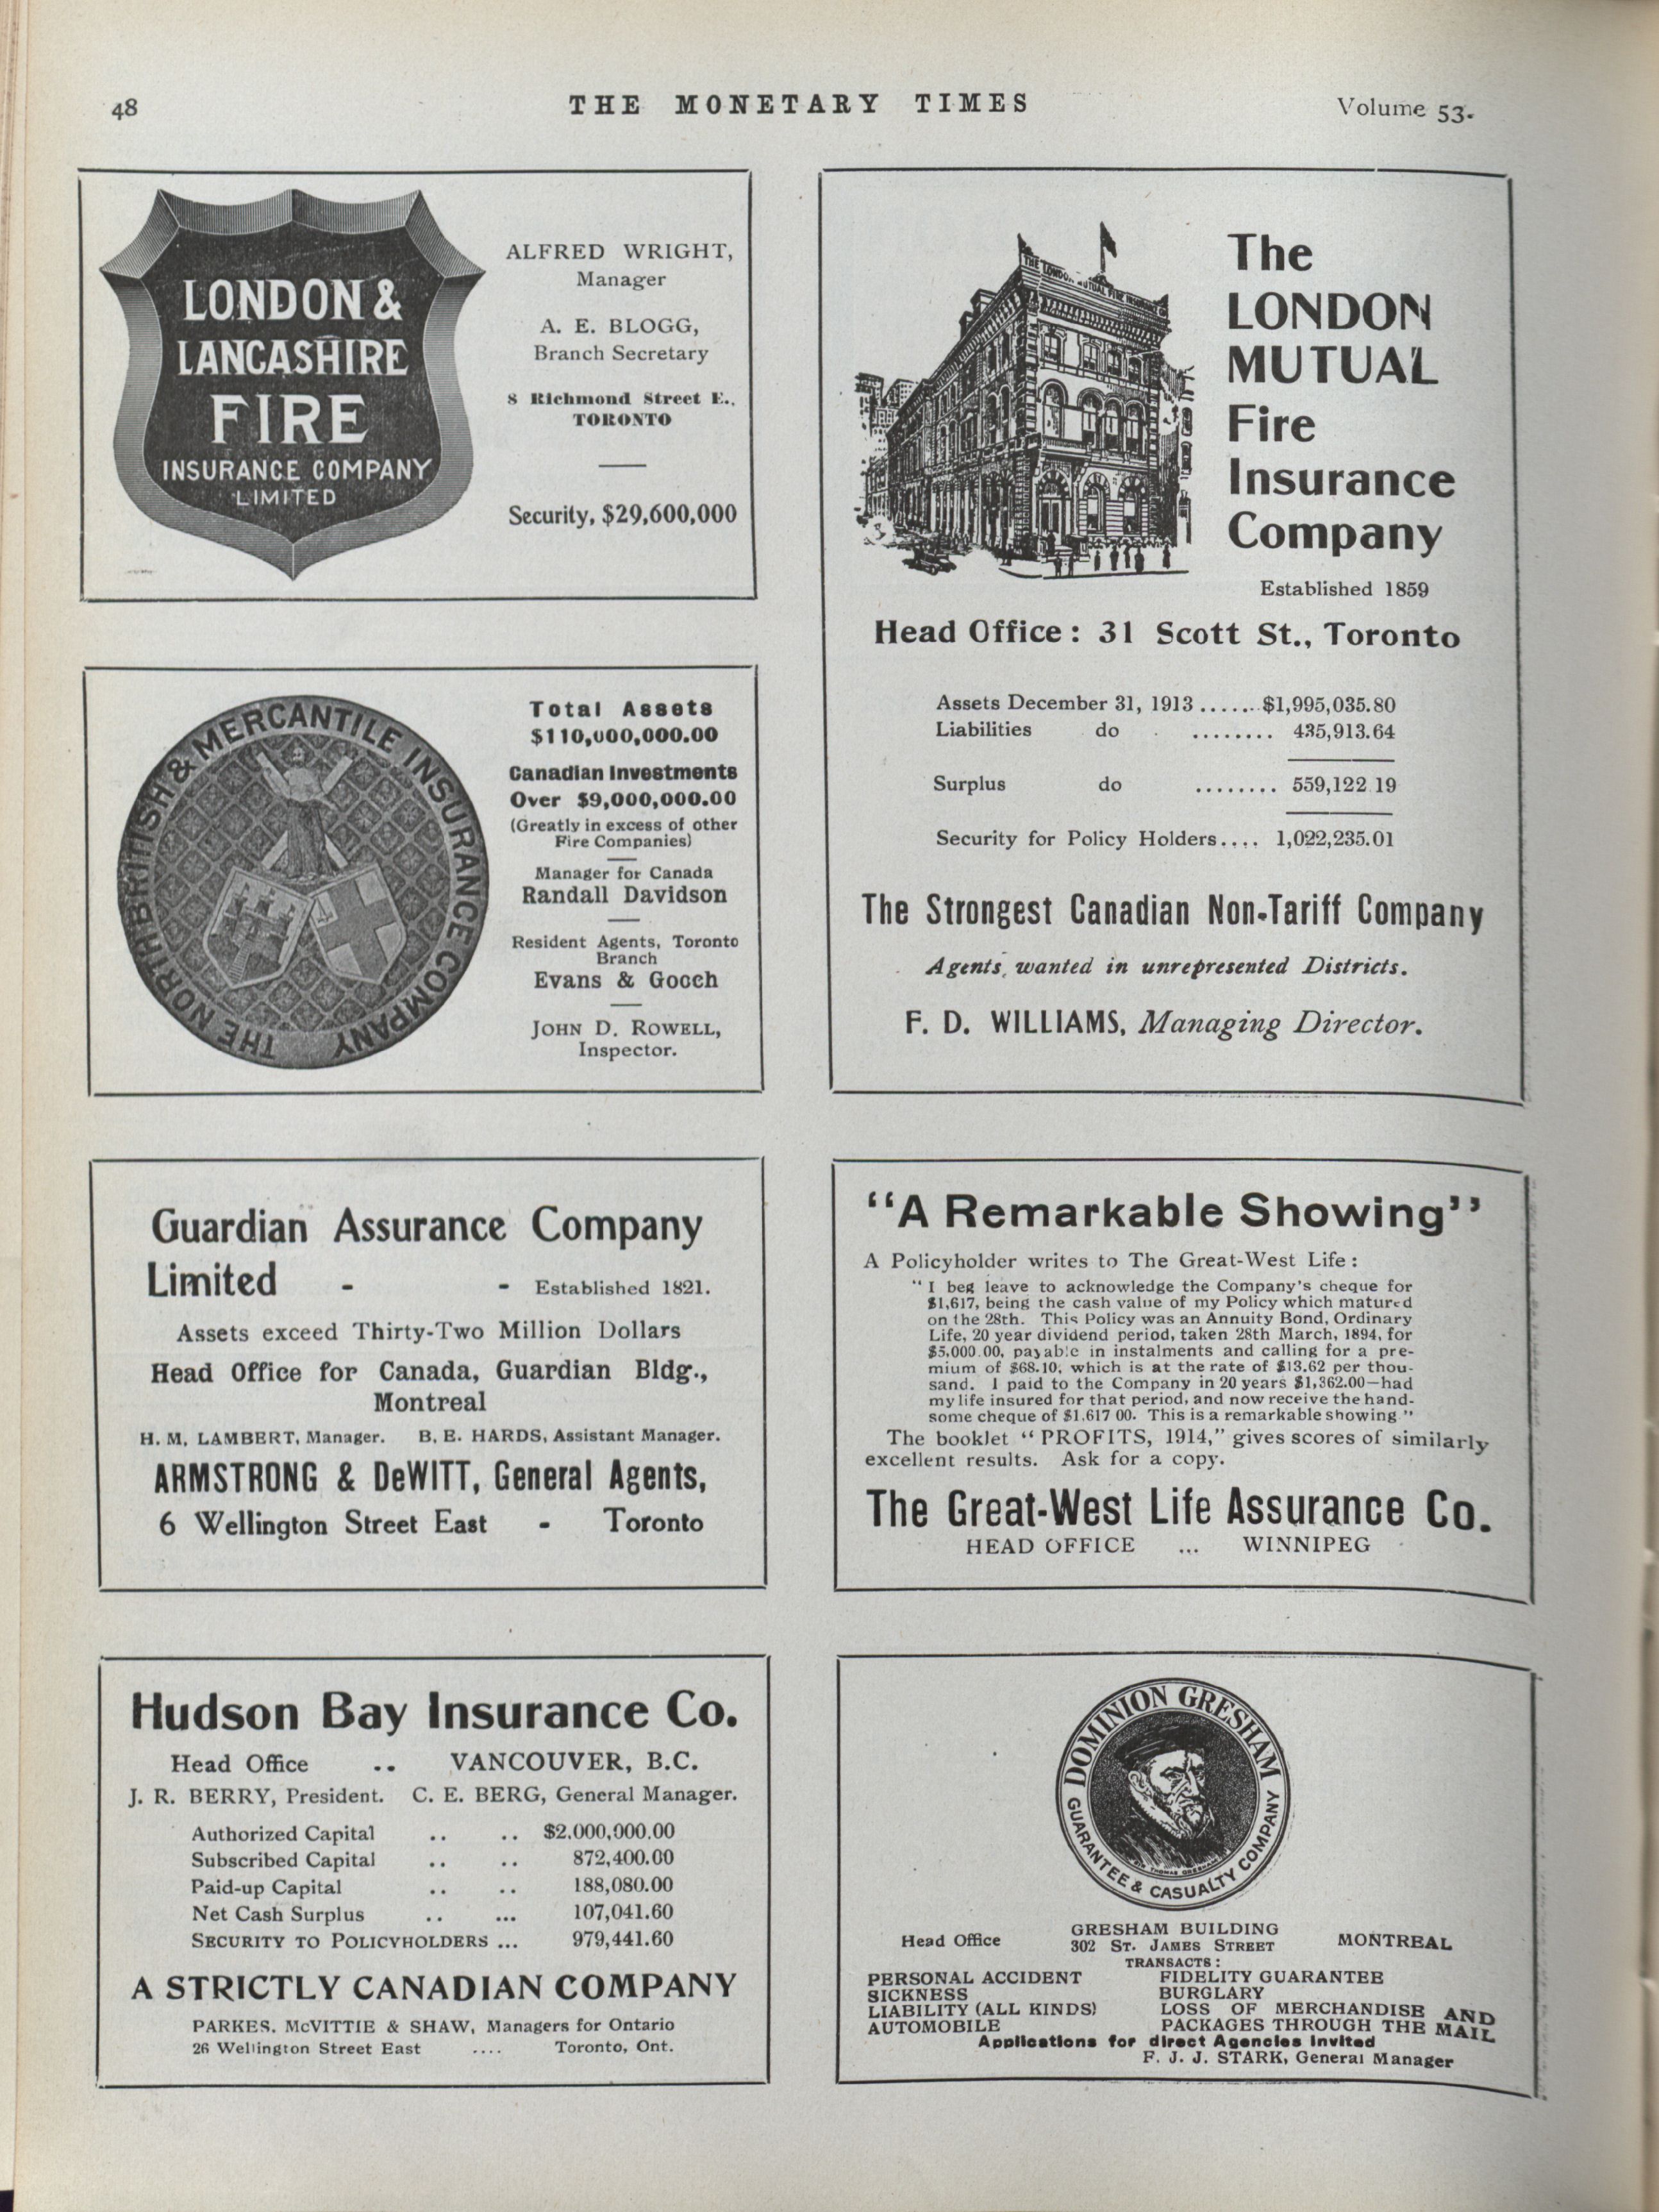 48
THE MONETARY TIMES
Volume 53.
LONDON &
LANCASHIRE
FIRE
INSURANCE COMPANY
LIMITED
ALFRED WRIGHT,
Manager
A. E. BLOGG,
Branch Secretary
8 Richmond Street E.,
TORONTO
Security, $29,600,000
THE NORTH BRITISH & MERCANTILE INSURANCE COMPANY
Total Assets
$110,000,000.00
Canadian Investments
Over $9,000,000.00
(Greatly in excess of other
Fire Companies)
Manager for Canada
Randall Davidson
Resident Agents, Toronto
Branch
Evans & Gooch
JOHN D. ROWELL,
Inspector.
Guardian Assurance Company
Limited - - Established 1821.
Assets exceed Thirty-Two Million Dollars
Head Office for Canada, Guardian Bldg.,
Montreal
H. M. LAMBERT, Manager. B. E. HARDS, Assistant Manager.
ARMSTRONG & DeWITT, General Agents,
6 Wellington Street East - Toronto
Hudson Bay Insurance Co.
Head Office .. VANCOUVER, B.C.
J. R. BERRY, President. C. E. BERG, General Manager.
Authorized Capital .. .. $2,000,000.00
Subscribed Capital .. .. 872,400.00
Paid-up Capital .. .. 188,080.00
Net Cash Surplus .. ... 107,041.60
SECURITY TO POLICYHOLDERS ... 979,441.60
A STRICTLY CANADIAN COMPANY
PARKES, McVITTIE & SHAW, Managers for Ontario
26 Wellington Street East .... Toronto, Ont.
THE LONDON MUTUAL FIRE INSURANCE
The
LONDON
MUTUAL
Fire
Insurance
Company
Established 1859
Head Office: 31 Scott St., Toronto
Assets December 31, 1913 ........ $1,995,035.80
Liabilities do ........ 435,913.64
Surplus do ........ 559,122.19
Security for Policy Holders.... 1,022,235.01
The Strongest Canadian Non-Tariff Company
Agents wanted in unrepresented Districts.
F. D. WILLIAMS, Managing Director.
"A Remarkable Showing"
A Policyholder writes to The Great-West Life:
"I beg leave to acknowledge the Company's cheque for
$1,617, being the cash value of my Policy which matured
on the 28th. This Policy was an Annuity Bond, Ordinary
Life, 20 year dividend period, taken 28th March, 1894, for
$5,000.00, payable in instalments and calling for a pre-
mium of $68.10, which is at the rate of $13.62 per thou-
sand. I paid to the Company in 20 years $1,362.00—had
my life insured for that period, and now receive the hand-
some cheque of $1,617 00. This is a remarkable showing"
The booklet "PROFITS, 1914," gives scores of similarly
excellent results. Ask for a copy.
The Great-West Life Assurance Co.
HEAD OFFICE ... WINNIPEG
DOMINION GRESHAM
GUARANTEE & CASUALTY COMPANY
SIR THOMAS GRESHAM
Head Office GRESHAM BUILDING
302 ST. JAMES STREET MONTREAL
TRANSACTS:
PERSONAL ACCIDENT FIDELITY GUARANTEE
SICKNESS BURGLARY
LIABILITY (ALL KINDS) LOSS OF MERCHANDISE AND
AUTOMOBILE PACKAGES THROUGH THE MAIL
Applications for direct Agencies Invited
F. J. J. STARK, General Manager